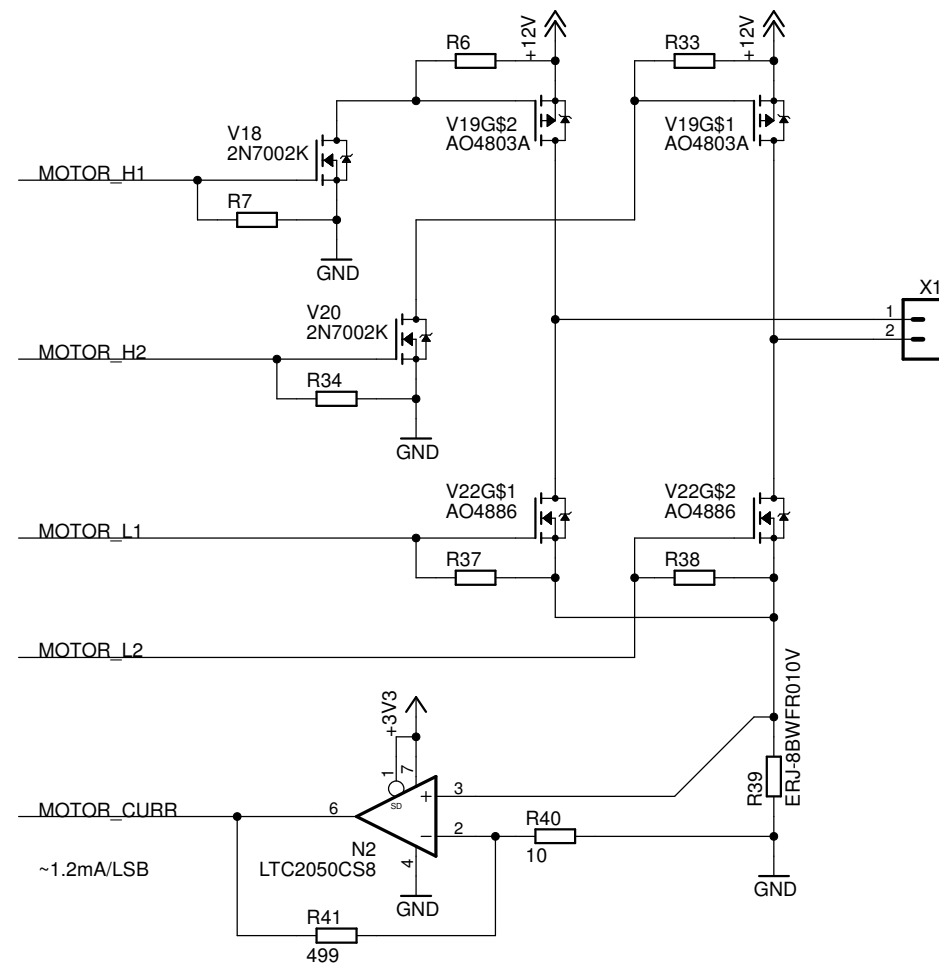 +12V
R6
+12V
R33
V18
2N7002K
V19G$2
AO4803A
V19G$1
AO4803A
MOTOR_H1
R7
GND
X1
V20
2N7002K
1
2
MOTOR_H2
R34
GND
V22G$1
AO4886
V22G$2
AO4886
MOTOR_L1
R37
R38
MOTOR_L2
+3V3
R39
ERJ-8BWFR010V
1
7
SD
+
3
MOTOR_CURR
6
−
2
R40
10
N2
LTC2050CS8
4
~1.2mA/LSB
GND
GND
R41
499